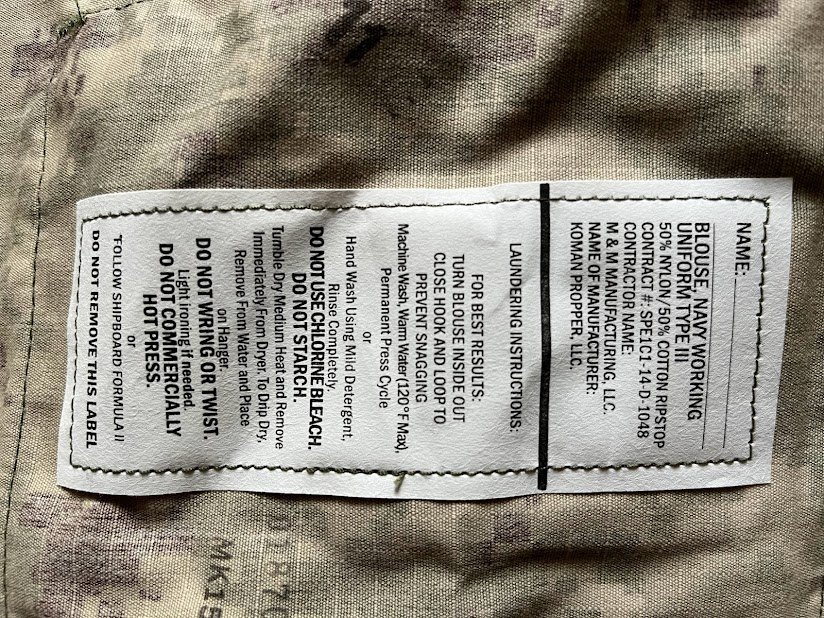 NAME:
BLOUSE, NAVY WORKING
UNIFORM TYPE III
50% NYLON/ 50% COTTON RIPSTOP
CONTRACT #: SPE1C1-14-D-1048
CONTRACTOR NAME:
M & M MANUFACTURING, LLC.
NAME OF MANUFACTURER:
KOMAN PROPPER, LLC.
LAUNDERING INSTRUCTIONS:
FOR BEST RESULTS:
TURN BLOUSE INSIDE OUT
CLOSE HOOK AND LOOP TO
PREVENT SNAGGING
Machine Wash, Warm Water (120 °F Max),
Permanent Press Cycle
or
Hand Wash Using Mild Detergent,
Rinse Completely.
DO NOT USE CHLORINE BLEACH.
DO NOT STARCH.
Tumble Dry Medium Heat and Remove
Immediately From Dryer. To Drip Dry,
Remove From Water and Place
on Hanger.
DO NOT WRING OR TWIST.
Light ironing if needed.
DO NOT COMMERCIALLY
HOT PRESS.
or
"FOLLOW SHIPBOARD FORMULA II
DO NOT REMOVE THIS LABEL